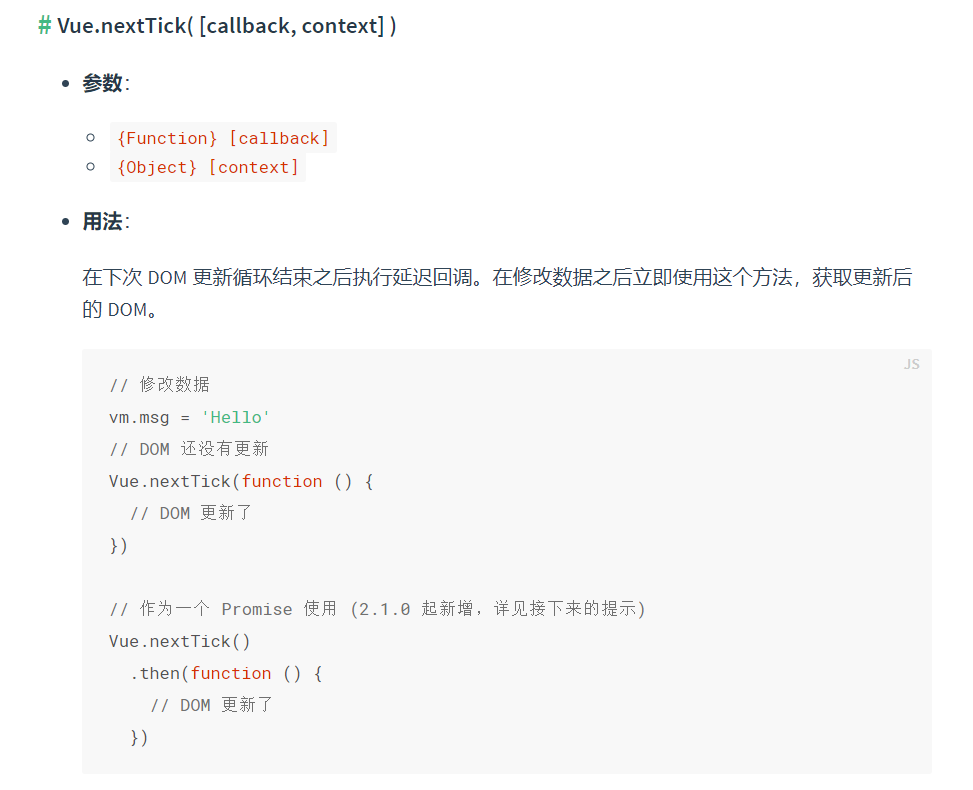 # Vue.nextTick( [callback, context] )
参数：
{Function} [callback]
{Object} [context]
用法：
在下次 DOM 更新循环结束之后执行延迟回调。在修改数据之后立即使用这个方法，获取更新后
的 DOM。
JS
// 修改数据
vm.msg = 'Hello'
// DOM 还没有更新
Vue.nextTick(function () {
  // DOM 更新了
})

// 作为一个 Promise 使用 (2.1.0 起新增，详见接下来的提示)
Vue.nextTick()
  .then(function () {
    // DOM 更新了
  })